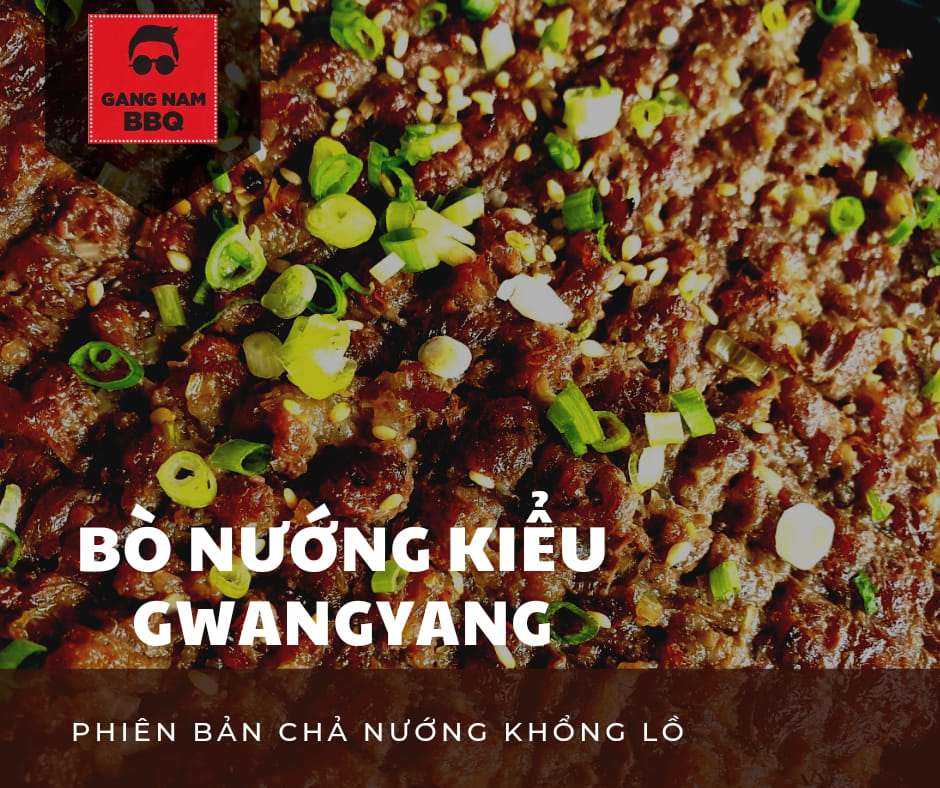 GANG NAM
BBQ
BÒ NƯỚNG KIỂU
GWANGYANG
PHIÊN BẢN CHẢ NƯỚNG KHỔNG LỒ